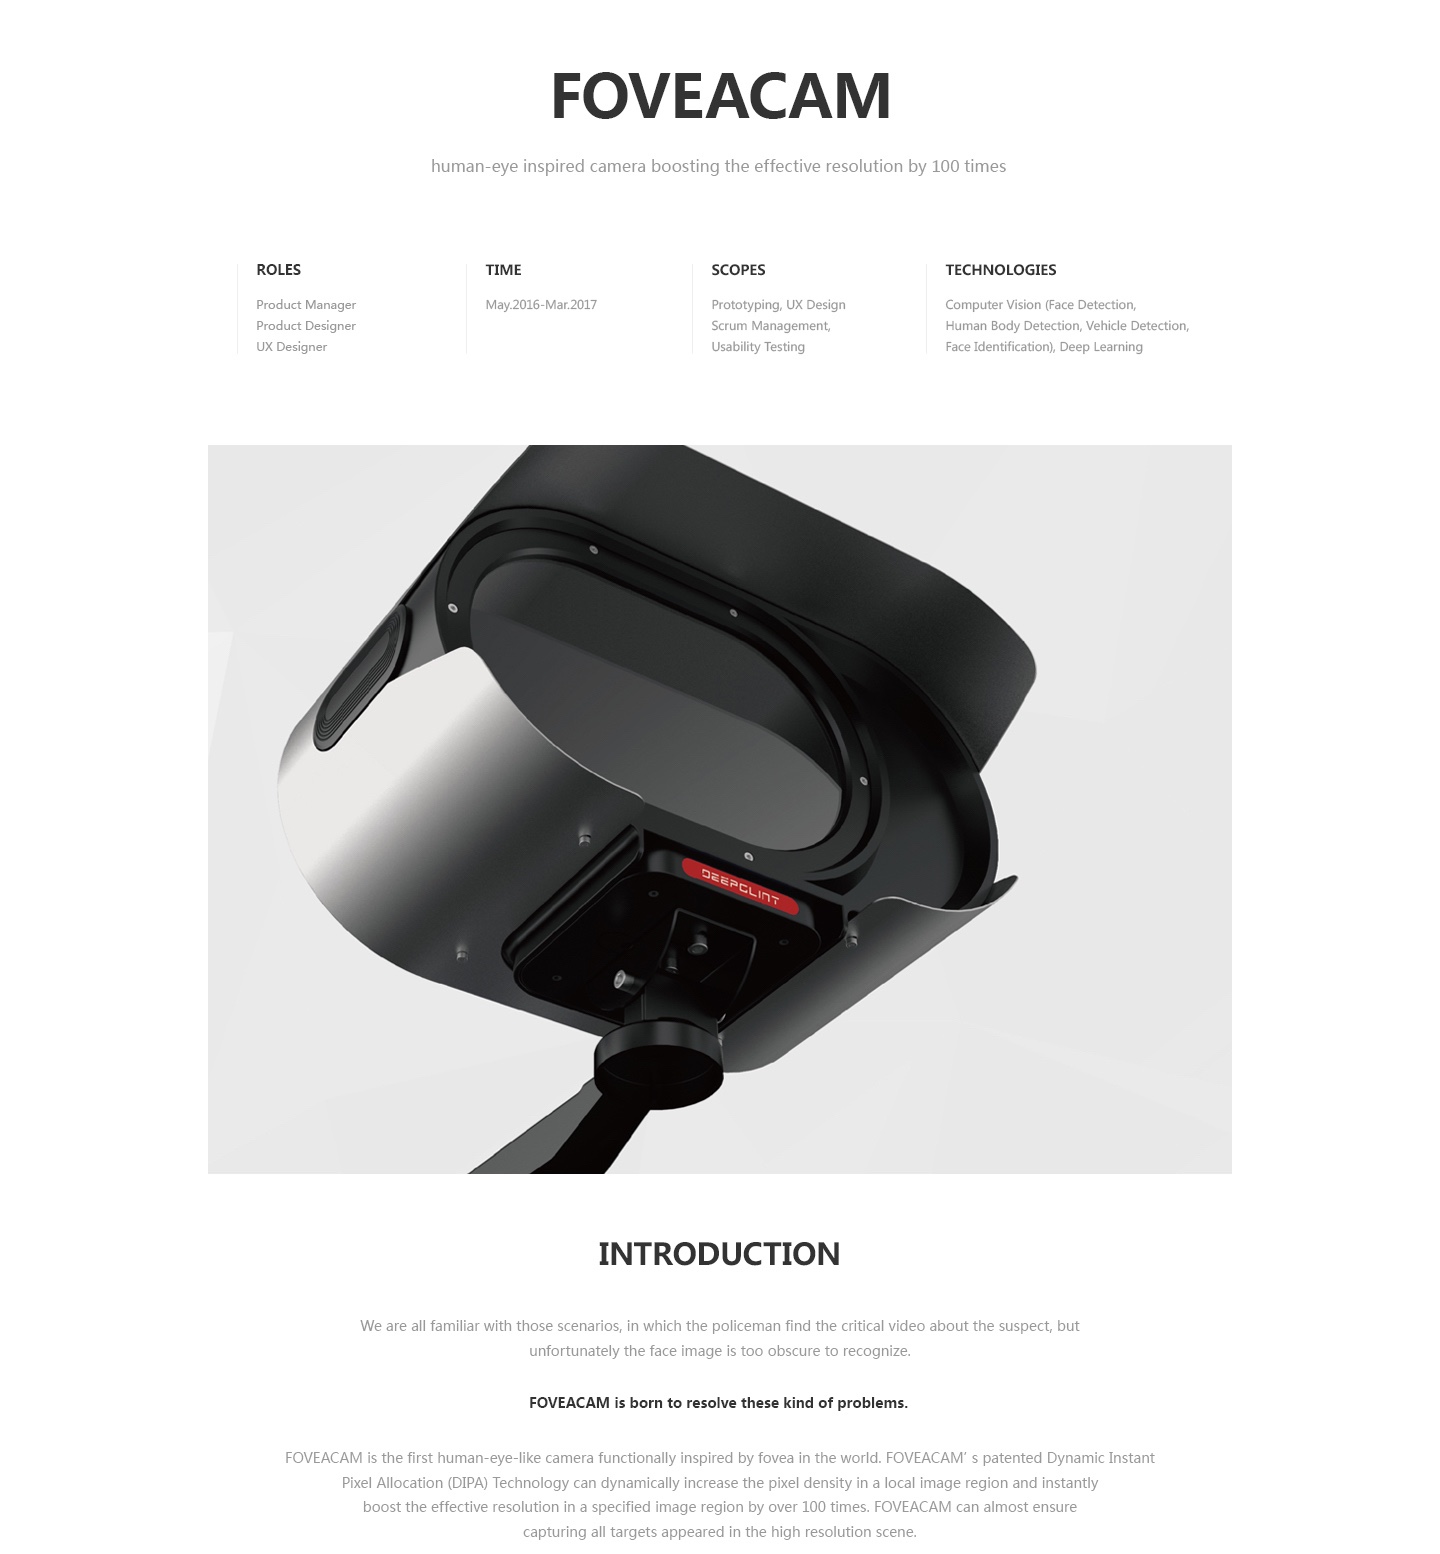 FOVEACAM
human-eye inspired camera boosting the effective resolution by 100 times
ROLES
Product Manager
Product Designer
UX Designer
TIME
May.2016-Mar.2017
SCOPES
Prototyping, UX Design
Scrum Management,
Usability Testing
TECHNOLOGIES
Computer Vision (Face Detection,
Human Body Detection, Vehicle Detection,
Face Identification), Deep Learning
DEEPGLINT
INTRODUCTION
We are all familiar with those scenarios, in which the policeman find the critical video about the suspect, but
unfortunately the face image is too obscure to recognize.
FOVEACAM is born to resolve these kind of problems.
FOVEACAM is the first human-eye-like camera functionally inspired by fovea in the world. FOVEACAM' s patented Dynamic Instant
Pixel Allocation (DIPA) Technology can dynamically increase the pixel density in a local image region and instantly
boost the effective resolution in a specified image region by over 100 times. FOVEACAM can almost ensure
capturing all targets appeared in the high resolution scene.